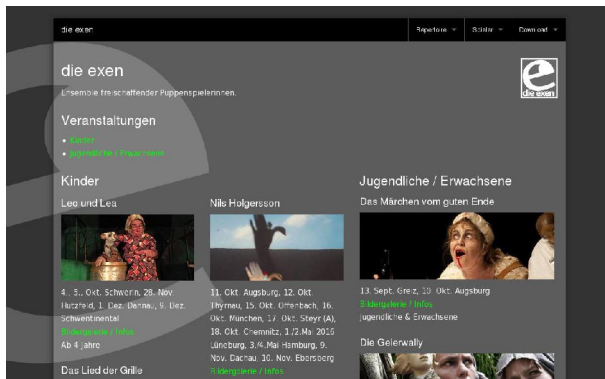 die exen
Repertoire
Spieler
Download
die exen
Ensemble freischaffender Puppenspielerinnen.
die exen
Veranstaltungen
Kinder
Jugendliche / Erwachsene
Kinder
Leo und Lea
4., 5., Okt. Schwerin, 28. Nov.
Hutzfeld, 1. Dez. Dannau, 9. Dez.
Schwentinental
Bildergalerie / Infos
Ab 4 Jahre
Das Lied der Grille
Nils Holgersson
11. Okt. Augsburg, 12. Okt.
Thyrnau, 15. Okt. Offenbach, 16.
Okt. München, 17. Okt. Steyr (A),
18. Okt. Chemnitz, 1./2.Mai 2016
Lüneburg, 3./4.Mai Hamburg, 9.
Nov. Dachau, 10. Nov. Ebersberg
Bildergalerie / Infos
Jugendliche / Erwachsene
Das Märchen vom guten Ende
13. Sept. Greiz, 10. Okt. Augsburg
Bildergalerie / Infos
Jugendliche & Erwachsene
Die Geierwally